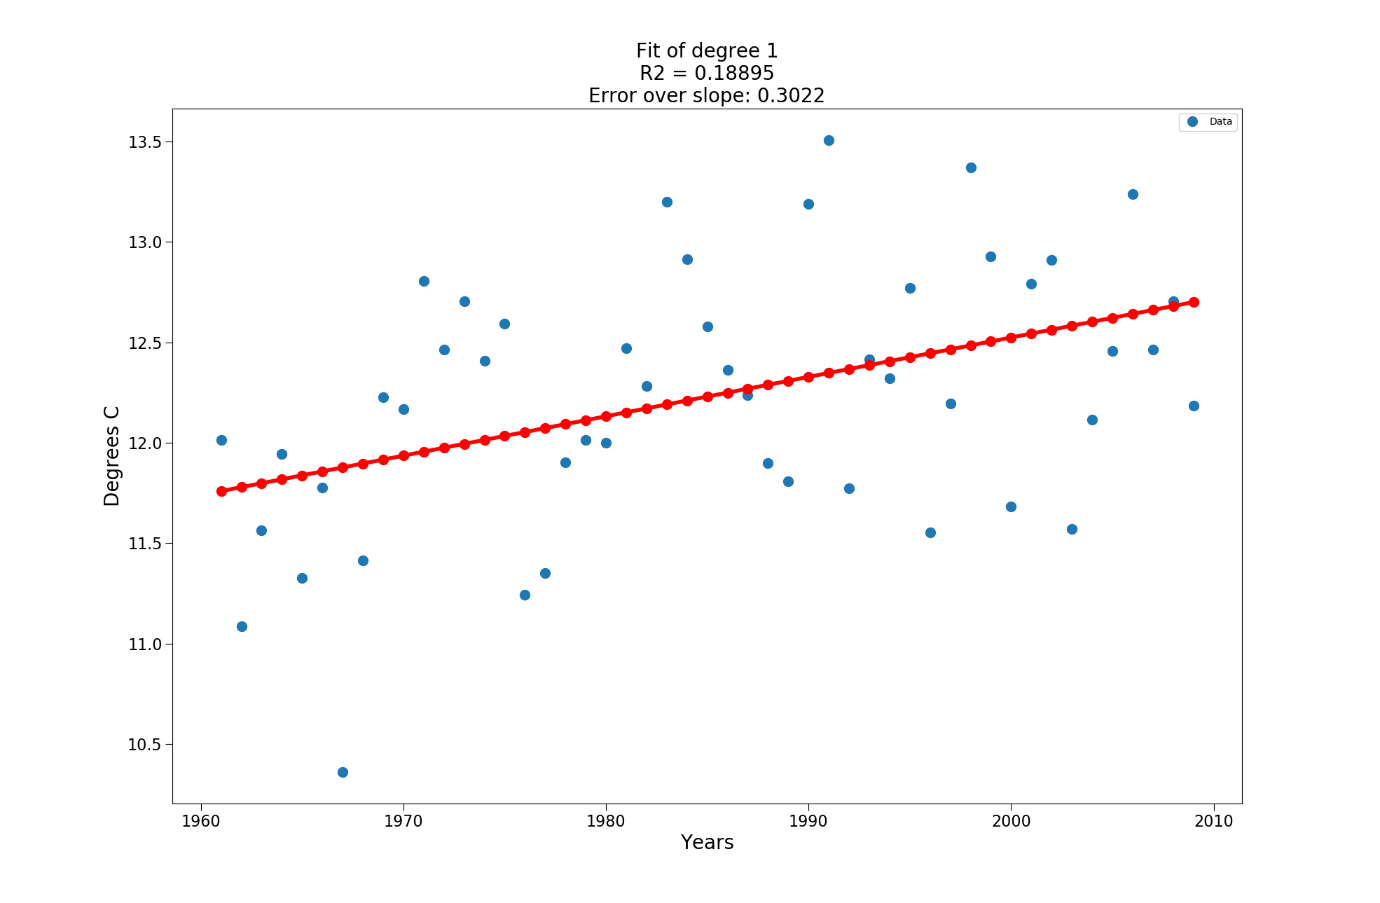 Fit of degree 1
R2 = 0.18895
Error over slope: 0.3022
Data
13.5
13.0
12.5
12.0
11.5
11.0
10.5
Degrees C
1960 1970 1980 1990 2000 2010
Years